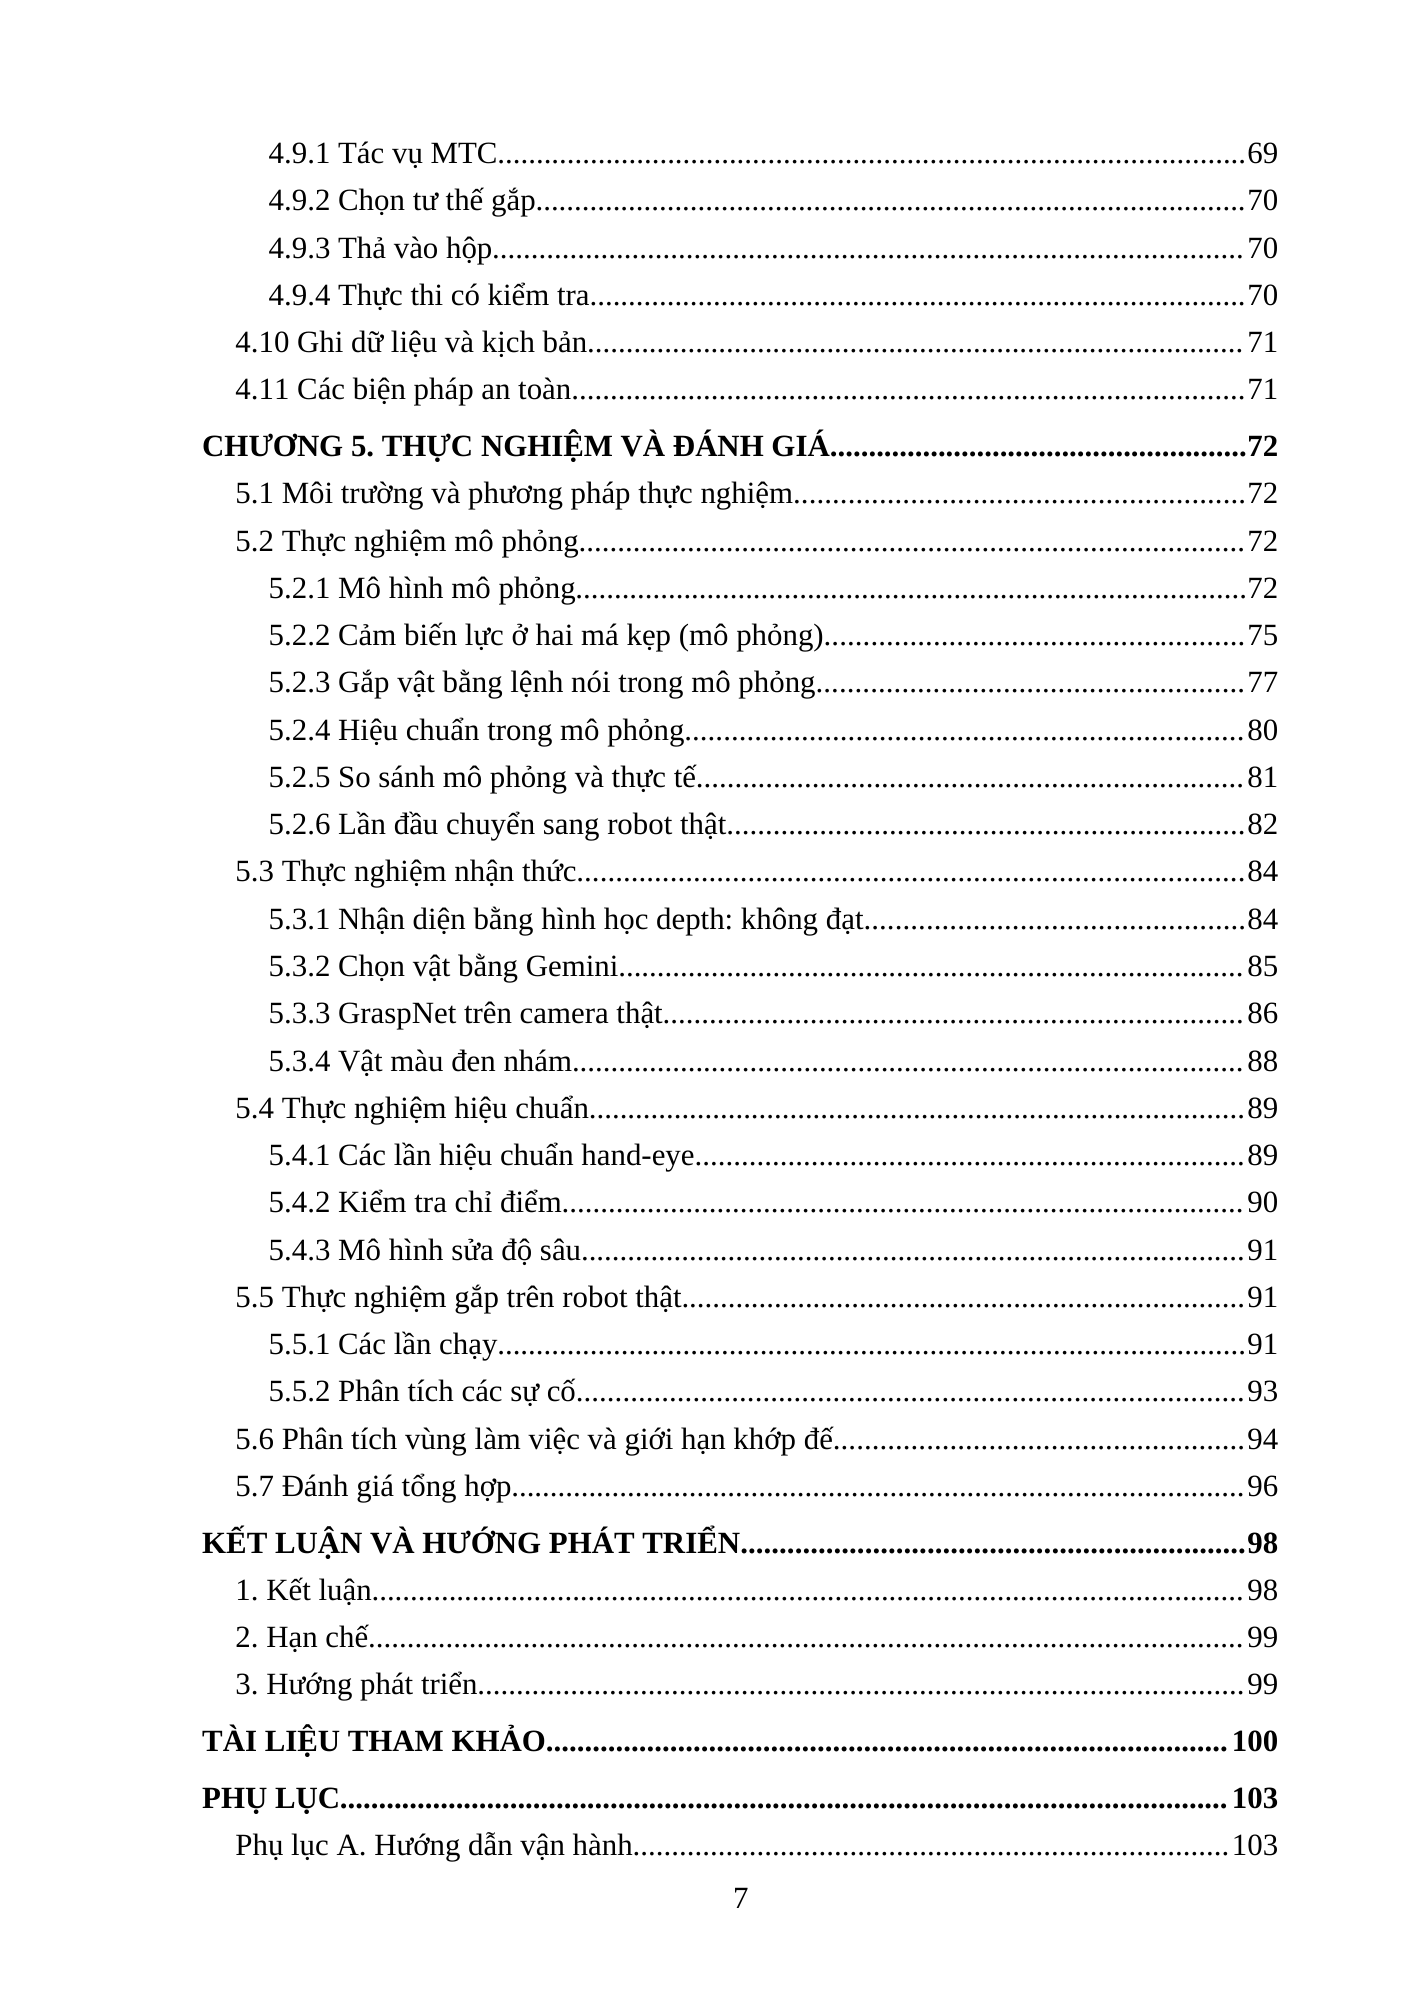 4.9.1 Tác vụ MTC........69
4.9.2 Chọn tư thế gắp........70
4.9.3 Thả vào hộp........70
4.9.4 Thực thi có kiểm tra........70
4.10 Ghi dữ liệu và kịch bản........71
4.11 Các biện pháp an toàn........71
CHƯƠNG 5. THỰC NGHIỆM VÀ ĐÁNH GIÁ........72
5.1 Môi trường và phương pháp thực nghiệm........72
5.2 Thực nghiệm mô phỏng........72
5.2.1 Mô hình mô phỏng........72
5.2.2 Cảm biến lực ở hai má kẹp (mô phỏng)........75
5.2.3 Gắp vật bằng lệnh nói trong mô phỏng........77
5.2.4 Hiệu chuẩn trong mô phỏng........80
5.2.5 So sánh mô phỏng và thực tế........81
5.2.6 Lần đầu chuyển sang robot thật........82
5.3 Thực nghiệm nhận thức........84
5.3.1 Nhận diện bằng hình học depth: không đạt........84
5.3.2 Chọn vật bằng Gemini........85
5.3.3 GraspNet trên camera thật........86
5.3.4 Vật màu đen nhám........88
5.4 Thực nghiệm hiệu chuẩn........89
5.4.1 Các lần hiệu chuẩn hand-eye........89
5.4.2 Kiểm tra chỉ điểm........90
5.4.3 Mô hình sửa độ sâu........91
5.5 Thực nghiệm gắp trên robot thật........91
5.5.1 Các lần chạy........91
5.5.2 Phân tích các sự cố........93
5.6 Phân tích vùng làm việc và giới hạn khớp đế........94
5.7 Đánh giá tổng hợp........96
KẾT LUẬN VÀ HƯỚNG PHÁT TRIỂN........98
1. Kết luận........98
2. Hạn chế........99
3. Hướng phát triển........99
TÀI LIỆU THAM KHẢO........100
PHỤ LỤC........103
Phụ lục A. Hướng dẫn vận hành........103
7